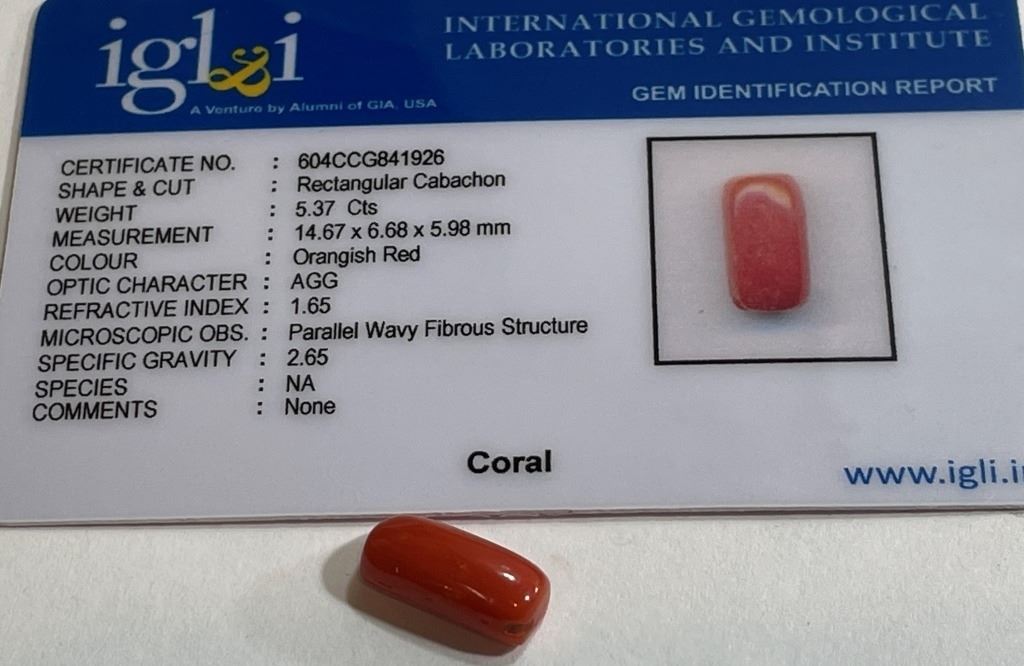 igl&i
A Venture by Alumni of GIA, USA
INTERNATIONAL GEMOLOGICAL
LABORATORIES AND INSTITUTE
GEM IDENTIFICATION REPORT
CERTIFICATE NO. : 604CCG841926
SHAPE & CUT : Rectangular Cabachon
WEIGHT : 5.37 Cts
MEASUREMENT : 14.67 x 6.68 x 5.98 mm
COLOUR : Orangish Red
OPTIC CHARACTER : AGG
REFRACTIVE INDEX : 1.65
MICROSCOPIC OBS. : Parallel Wavy Fibrous Structure
SPECIFIC GRAVITY : 2.65
SPECIES : NA
COMMENTS : None
Coral
www.igli.i